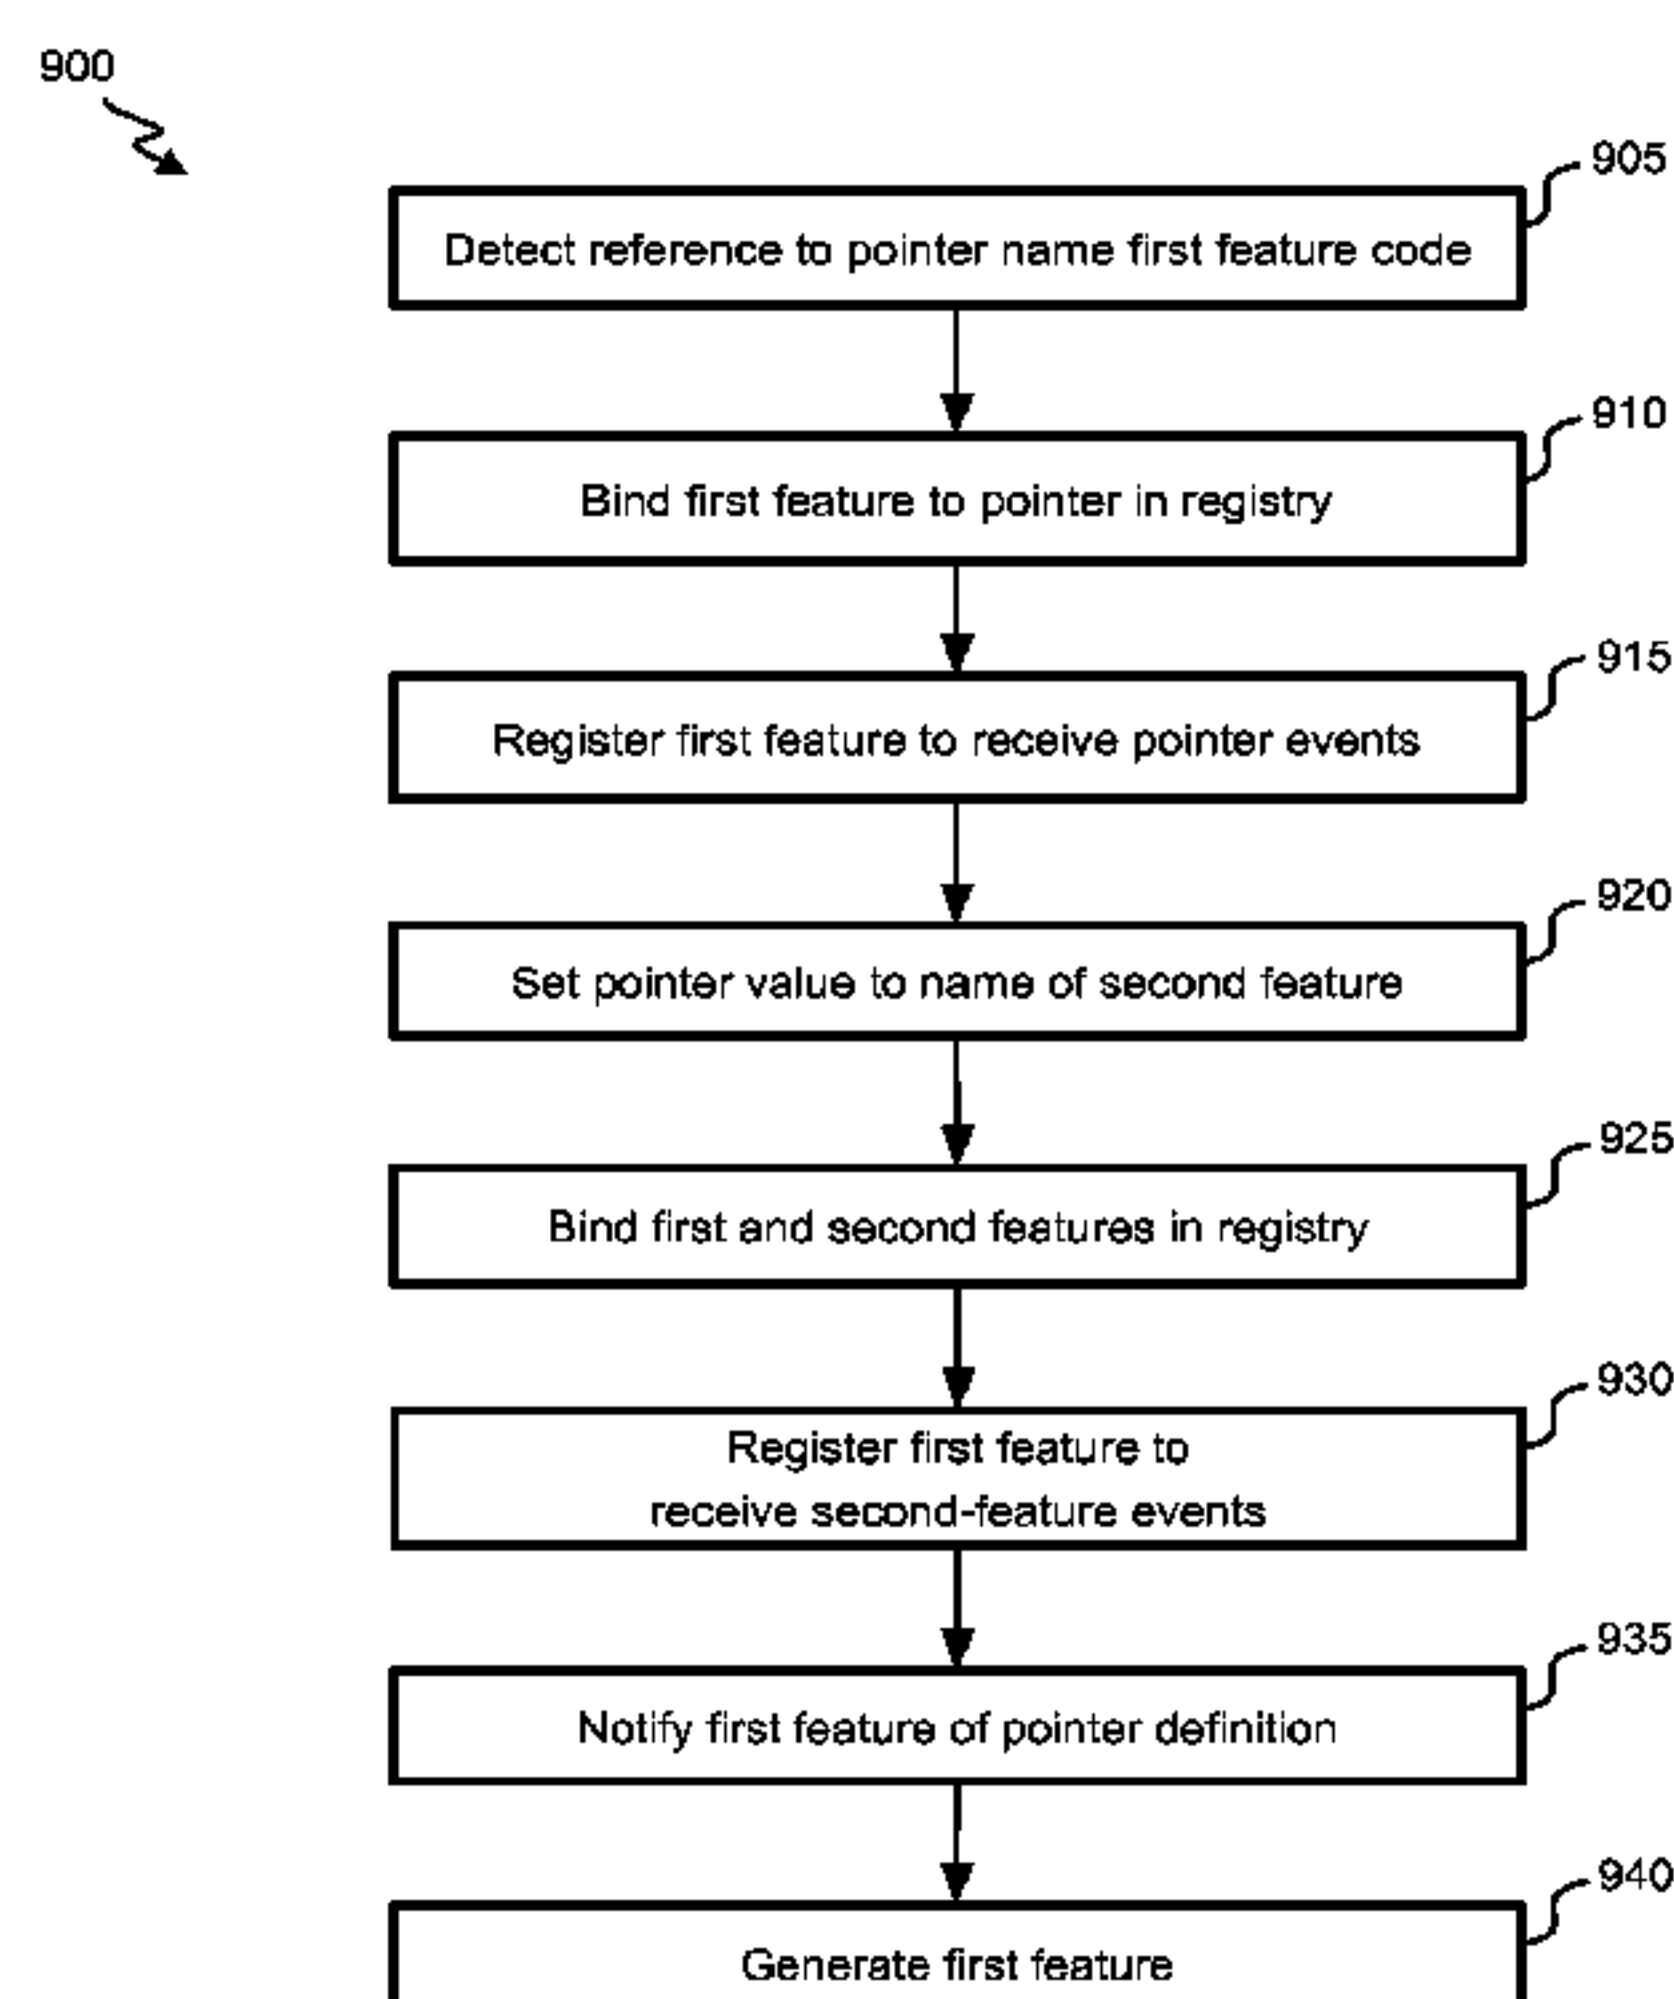 900
905
Detect reference to pointer name first feature code
910
Bind first feature to pointer in registry
915
Register first feature to receive pointer events
920
Set pointer value to name of second feature
925
Bind first and second features in registry
930
Register first feature to
receive second-feature events
935
Notify first feature of pointer definition
940
Generate first feature